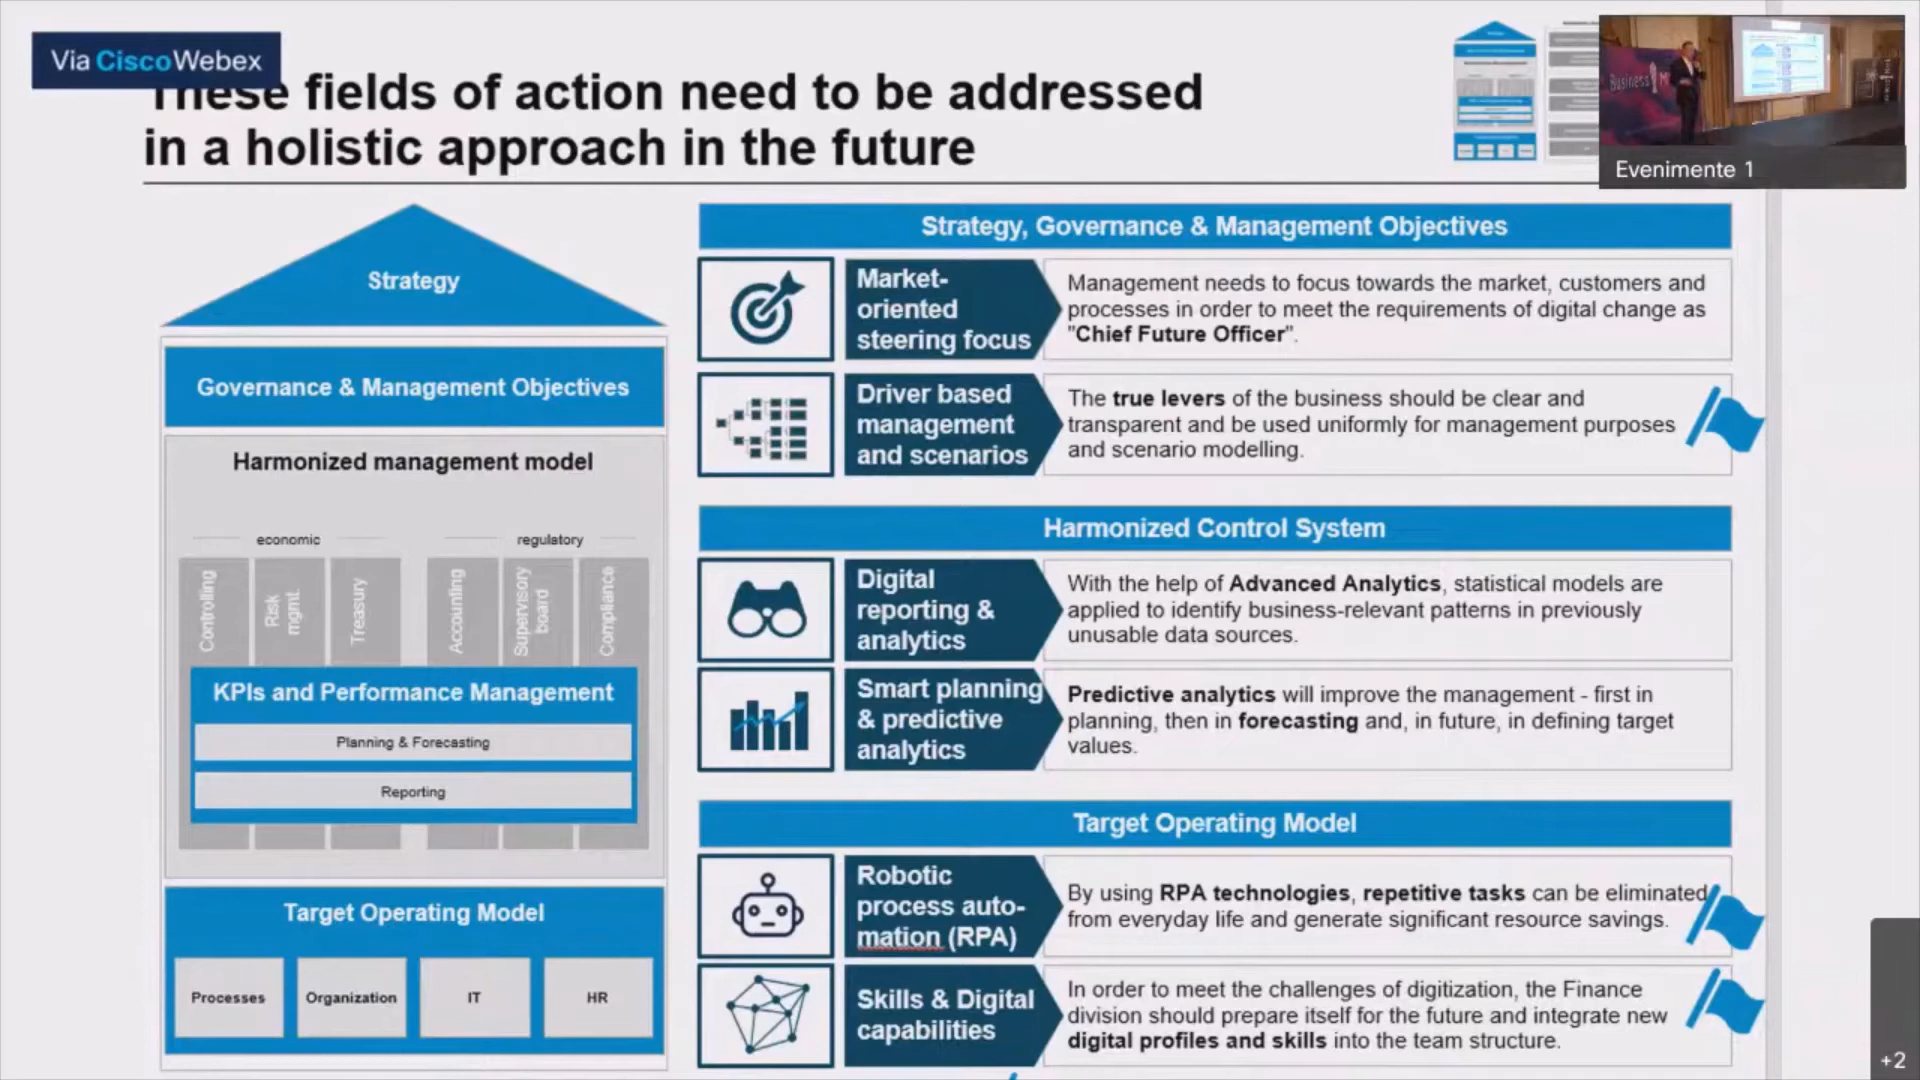 Via CiscoWebex
These fields of action need to be addressed
in a holistic approach in the future
Evenimente 1
Strategy
Governance & Management Objectives
Harmonized management model
economic
regulatory
Controlling
Risk
mgmt.
Treasury
Accounting
Supervisory
board
Compliance
KPIs and Performance Management
Planning & Forecasting
Reporting
Target Operating Model
Processes
Organization
IT
HR
Strategy, Governance & Management Objectives
Market-
oriented
steering focus
Management needs to focus towards the market, customers and
processes in order to meet the requirements of digital change as
"Chief Future Officer".
Driver based
management
and scenarios
The true levers of the business should be clear and
transparent and be used uniformly for management purposes
and scenario modelling.
Harmonized Control System
Digital
reporting &
analytics
With the help of Advanced Analytics, statistical models are
applied to identify business-relevant patterns in previously
unusable data sources.
Smart planning
& predictive
analytics
Predictive analytics will improve the management - first in
planning, then in forecasting and, in future, in defining target
values.
Target Operating Model
Robotic
process auto-
mation (RPA)
By using RPA technologies, repetitive tasks can be eliminated
from everyday life and generate significant resource savings.
Skills & Digital
capabilities
In order to meet the challenges of digitization, the Finance
division should prepare itself for the future and integrate new
digital profiles and skills into the team structure.
+2